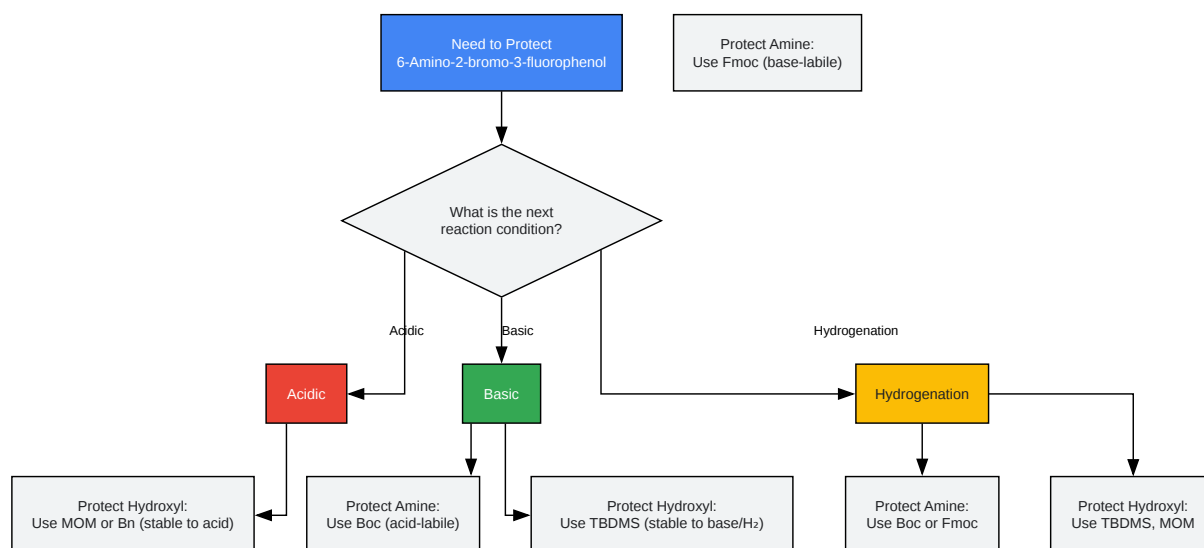 Need to Protect
6-Amino-2-bromo-3-fluorophenol
Protect Amine:
Use Fmoc (base-labile)
What is the next
reaction condition?
Acidic
Basic
Hydrogenation
Acidic
Basic
Hydrogenation
Protect Hydroxyl:
Use MOM or Bn (stable to acid)
Protect Amine:
Use Boc (acid-labile)
Protect Hydroxyl:
Use TBDMS (stable to base/H₂)
Protect Amine:
Use Boc or Fmoc
Protect Hydroxyl:
Use TBDMS, MOM